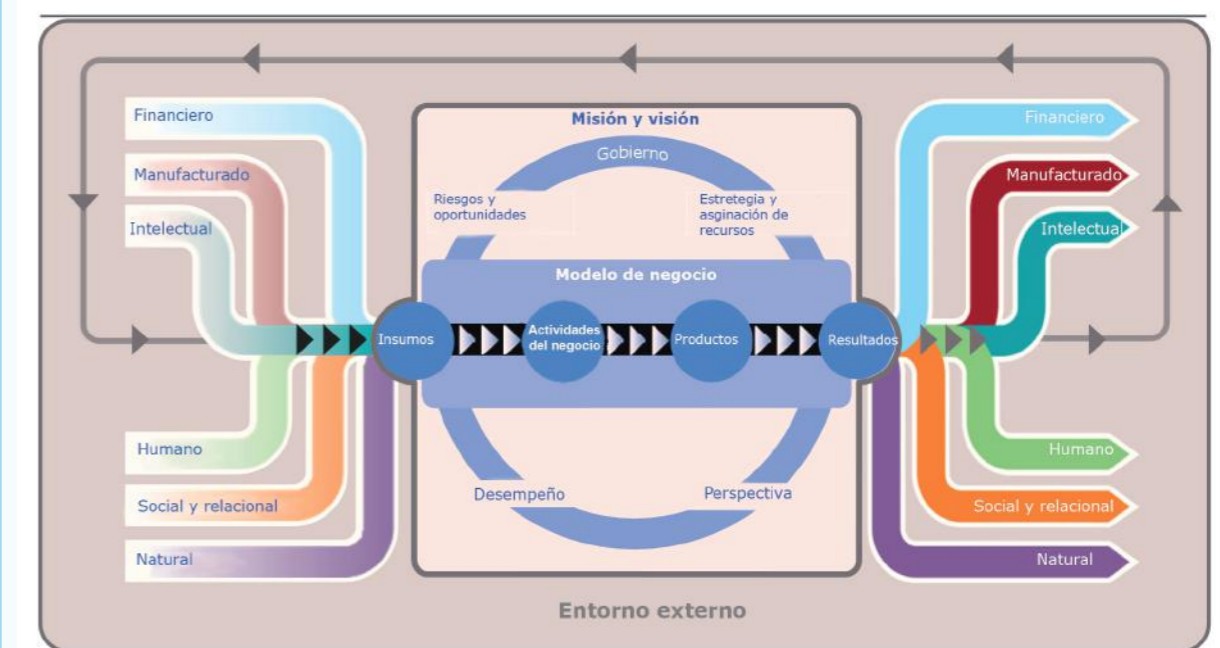 Financiero
Manufacturado
Intelectual
Humano
Social y relacional
Natural
Misión y visión
Gobierno
Riesgos y
oportunidades
Estretegia y
asginación de
recursos
Modelo de negocio
Insumos
Actividades
del negocio
Productos
Resultados
Desempeño
Perspectiva
Financiero
Manufacturado
Intelectual
Humano
Social y relacional
Natural
Entorno externo